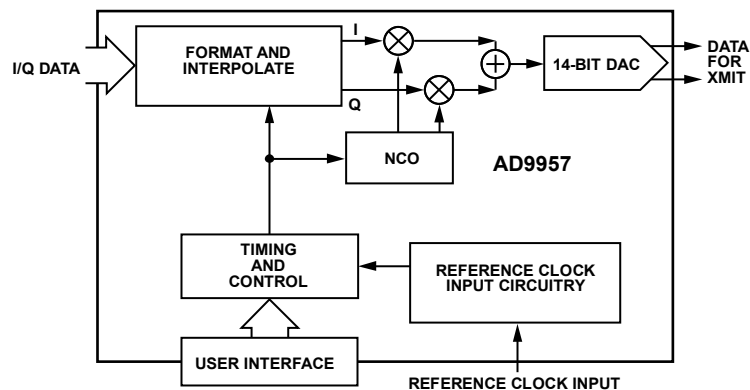 I/Q DATA
FORMAT AND
INTERPOLATE
I
Q
14-BIT DAC
DATA
FOR
XMIT
NCO
AD9957
TIMING
AND
CONTROL
REFERENCE CLOCK
INPUT CIRCUITRY
USER INTERFACE
REFERENCE CLOCK INPUT